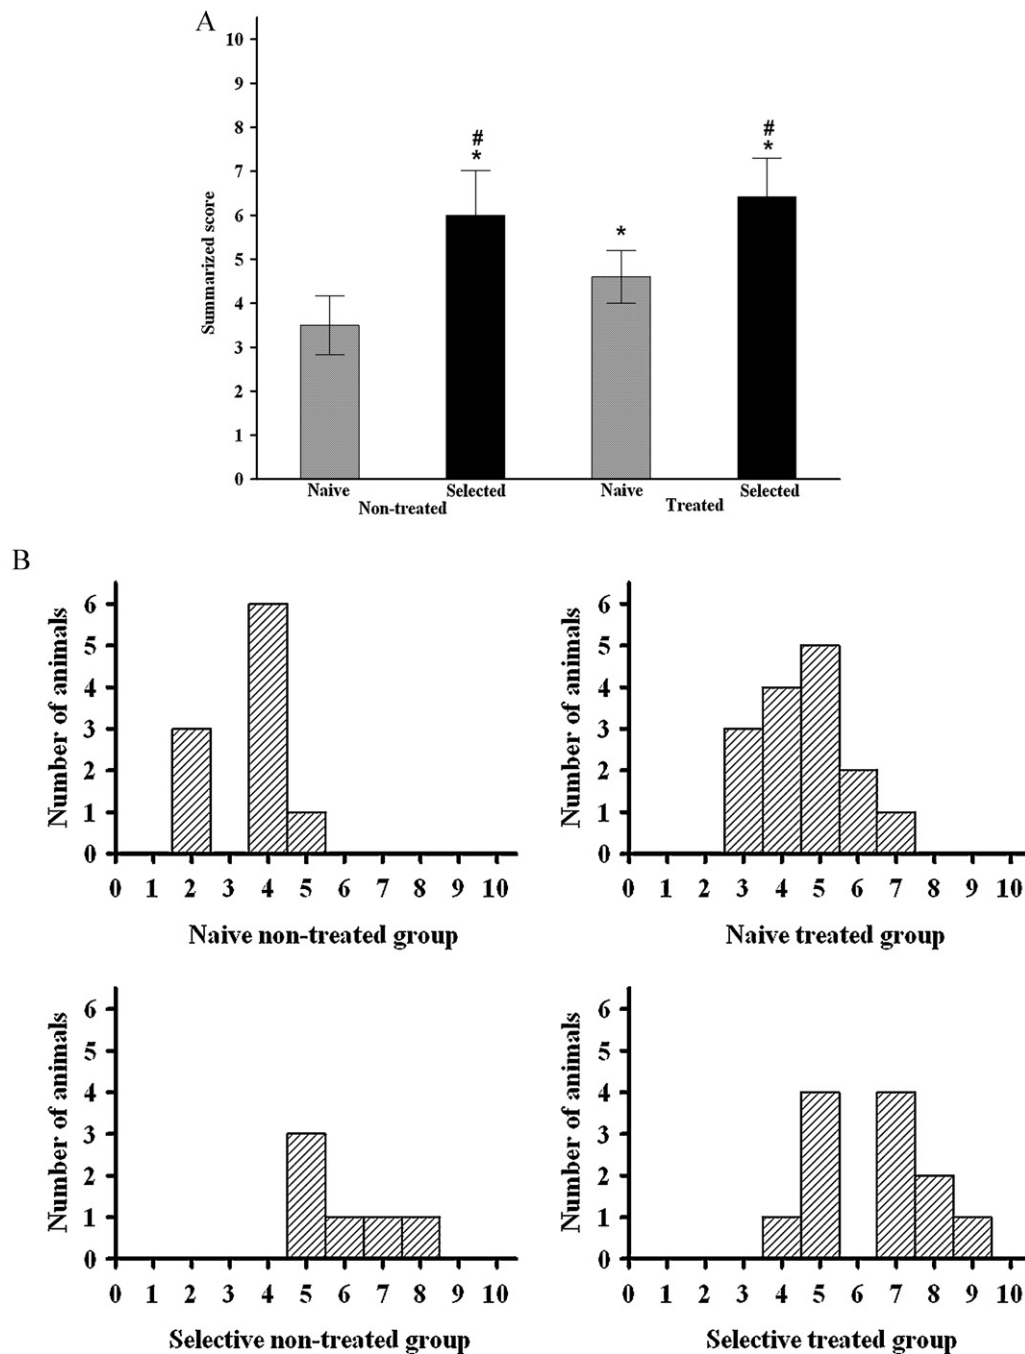 A
10
9
8
7
6
5
4
3
2
1
0
Summarized score
#
*
*
#
*
Naive Selected Naive Selected
Non-treated Treated
B
6
5
4
3
2
1
0
Number of animals
0 1 2 3 4 5 6 7 8 9 10
Naive non-treated group
6
5
4
3
2
1
0
Number of animals
0 1 2 3 4 5 6 7 8 9 10
Naive treated group
6
5
4
3
2
1
0
Number of animals
0 1 2 3 4 5 6 7 8 9 10
Selective non-treated group
6
5
4
3
2
1
0
Number of animals
0 1 2 3 4 5 6 7 8 9 10
Selective treated group